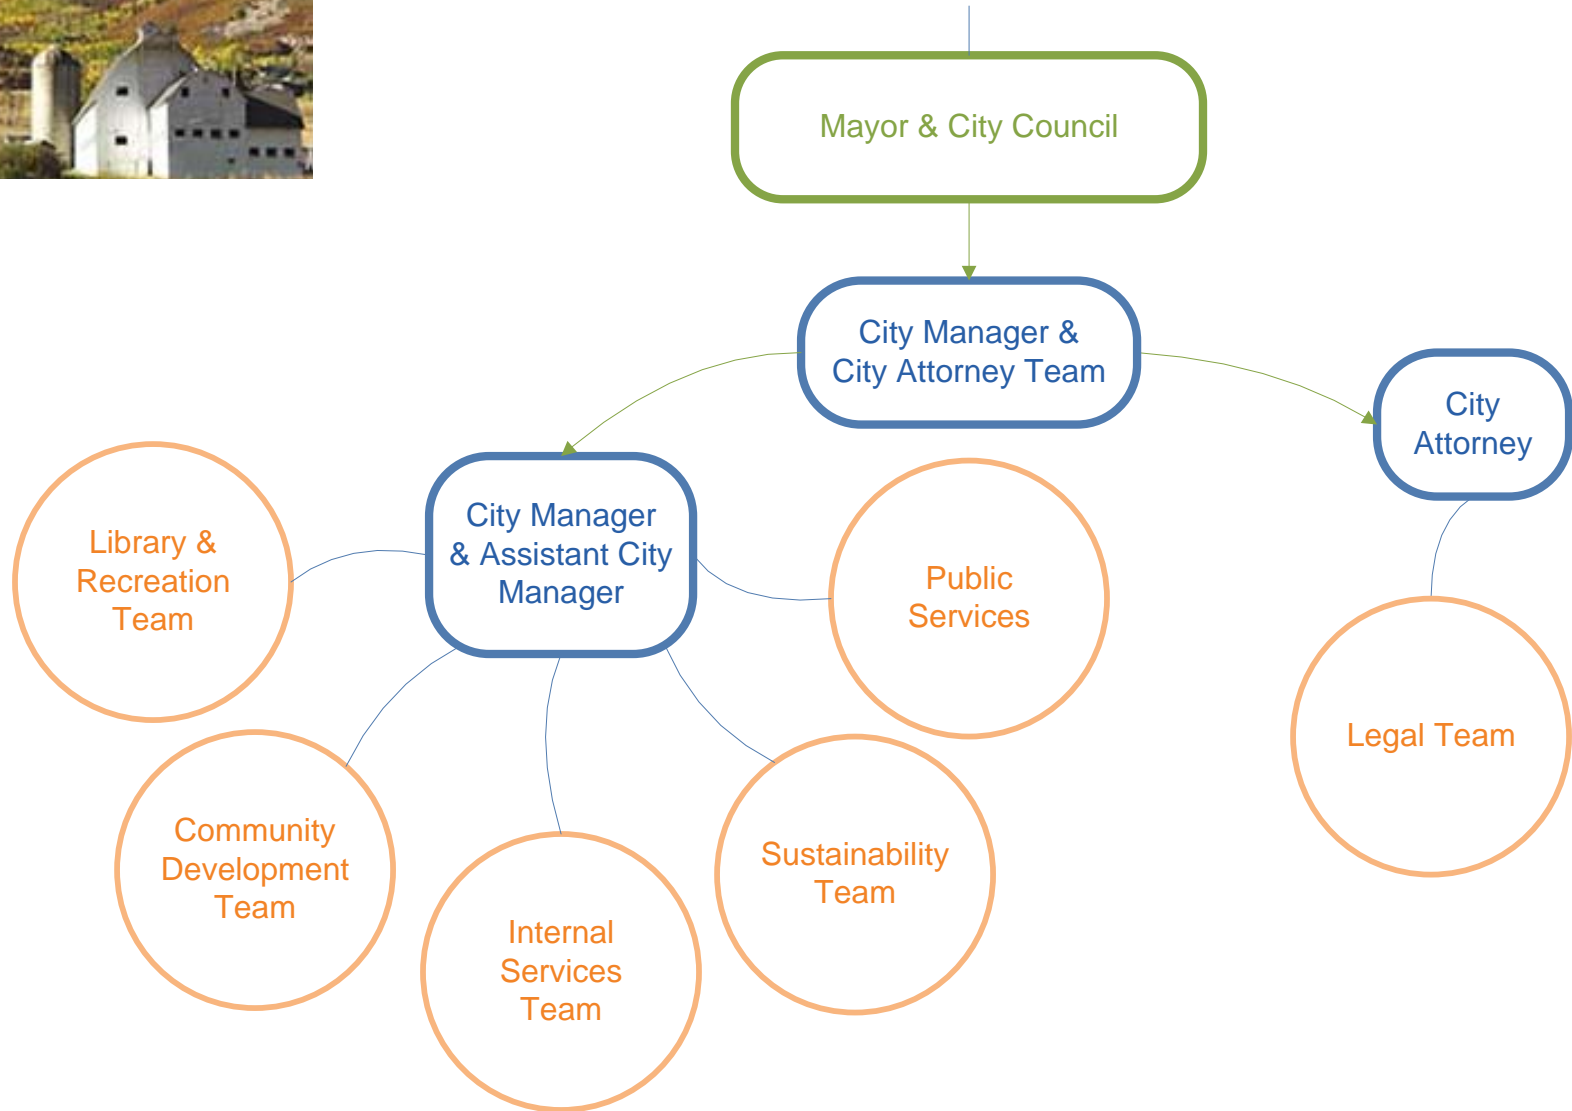 Mayor & City Council
City Manager &
City Attorney Team
City
Attorney
City Manager
& Assistant City
Manager
Library &
Recreation
Team
Public
Services
Legal Team
Community
Development
Team
Sustainability
Team
Internal
Services
Team